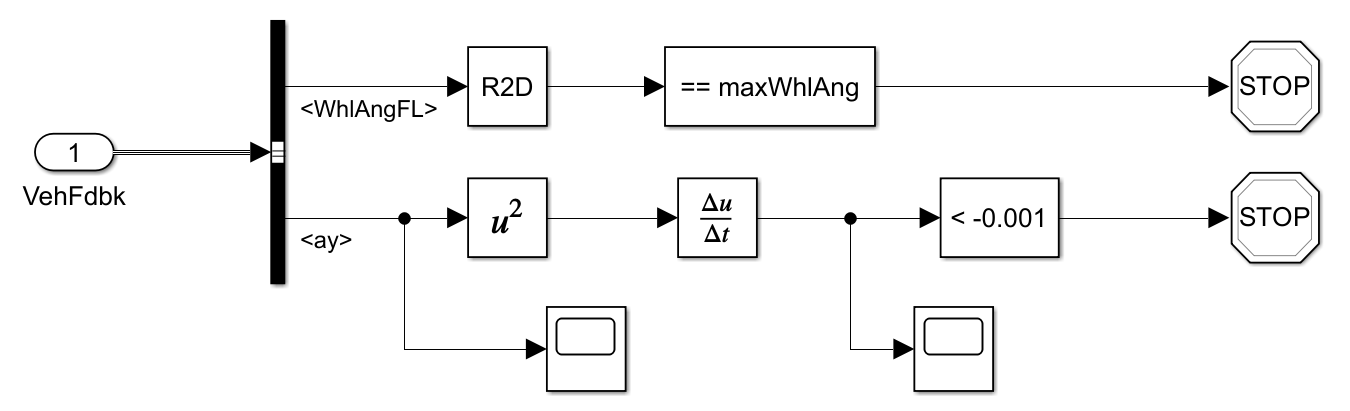 1
VehFdbk
<WhlAngFL>
R2D
== maxWhlAng
STOP
<ay>
u²
Δu
Δt
< -0.001
STOP